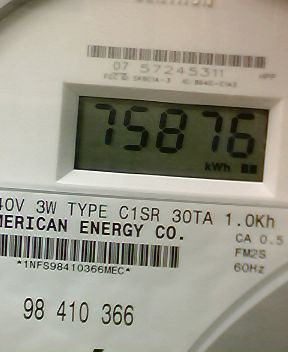 07 57245311
75876
kWh
40V 3W TYPE C1SR 30TA 1.0Kh
MERICAN ENERGY CO.
CA 0.5
FM2S
60Hz
*1NFS98410366MEC*
98 410 366